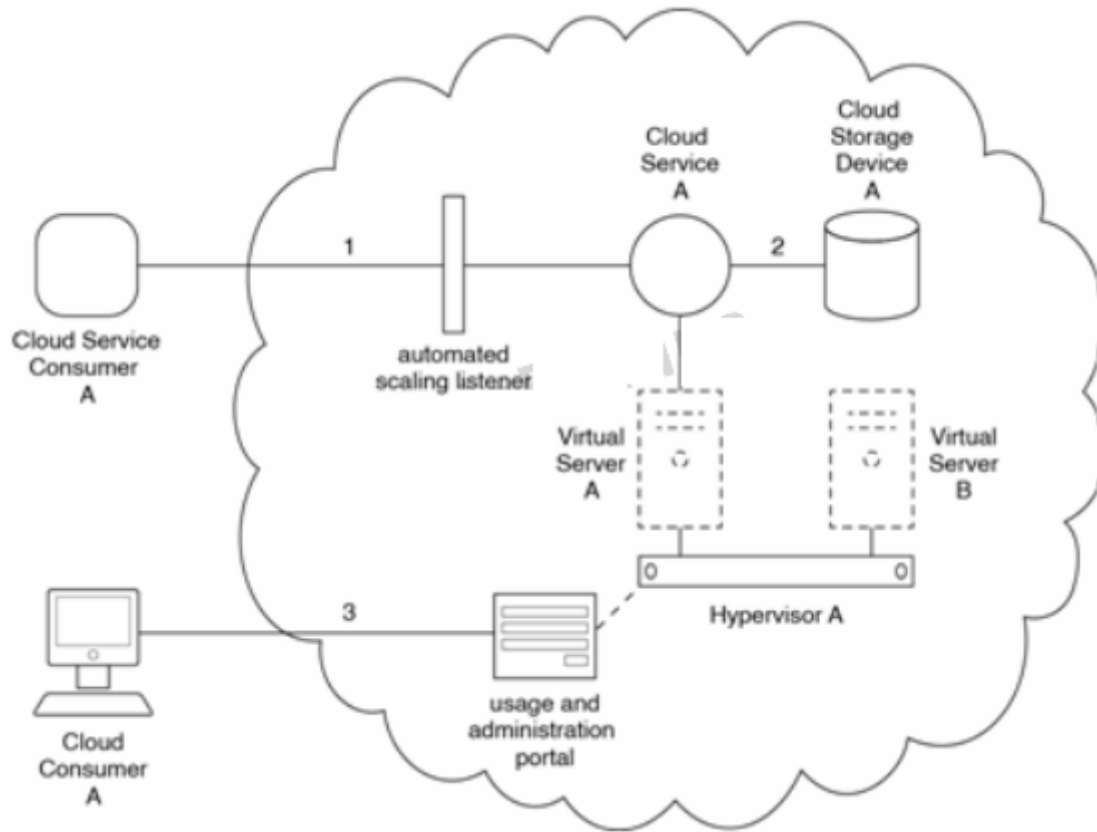 Cloud
Service
A
Cloud
Storage
Device
A
1
2
Cloud Service
Consumer
A
automated
scaling listener
Virtual
Server
A
Virtual
Server
B
3
Hypervisor A
usage and
administration
portal
Cloud
Consumer
A